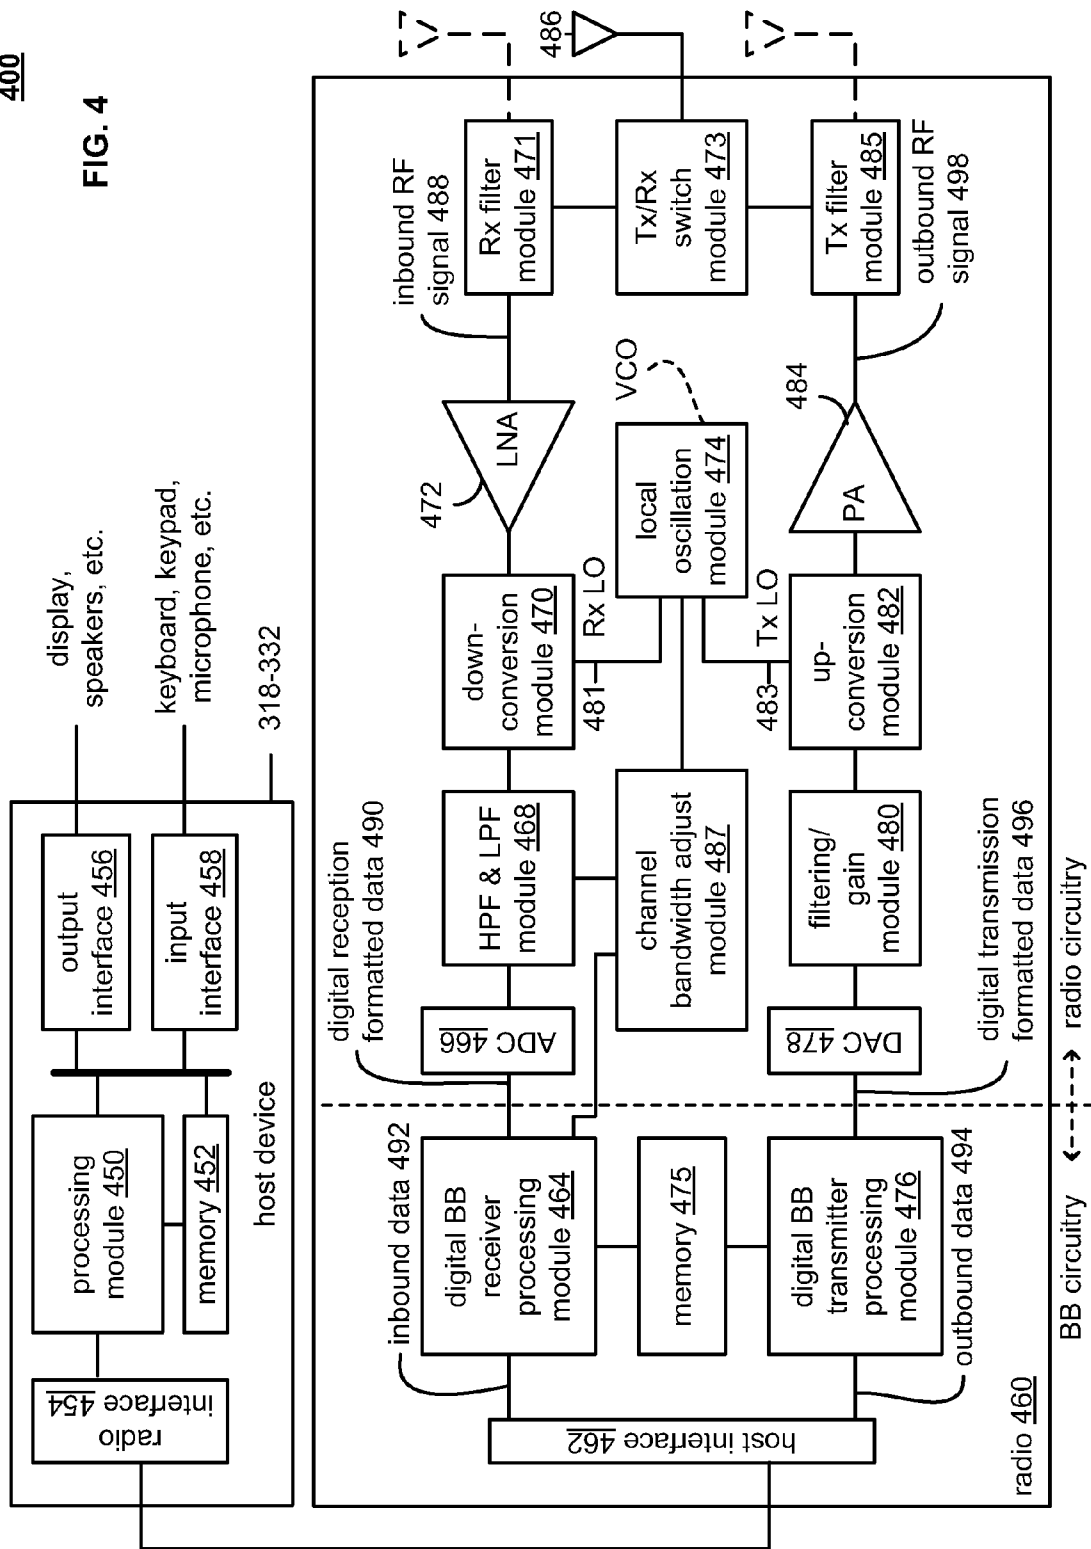 400
FIG. 4
display,
speakers, etc.
keyboard, keypad,
microphone, etc.
318-332
output
interface 456
input
interface 458
processing
module 450
memory 452
host device
radio
interface 454
486
Rx filter
module 471
Tx/Rx
switch
module 473
Tx filter
module 485
inbound RF
signal 488
outbound RF
signal 498
LNA
472
VCO
local
oscillation
module 474
484
PA
down-
conversion
module 470
481
Rx LO
483
Tx LO
up-
conversion
module 482
HPF & LPF
module 468
channel
bandwidth adjust
module 487
filtering/
gain
module 480
digital reception
formatted data 490
ADC 466
DAC 478
digital transmission
formatted data 496
radio circuitry
BB circuitry
inbound data 492
digital BB
receiver
processing
module 464
memory 475
digital BB
transmitter
processing
module 476
outbound data 494
host interface 462
radio 460